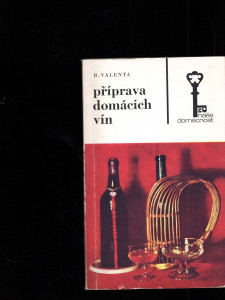 B. VALENTA
příprava
domácích
vín
naše
domácnost